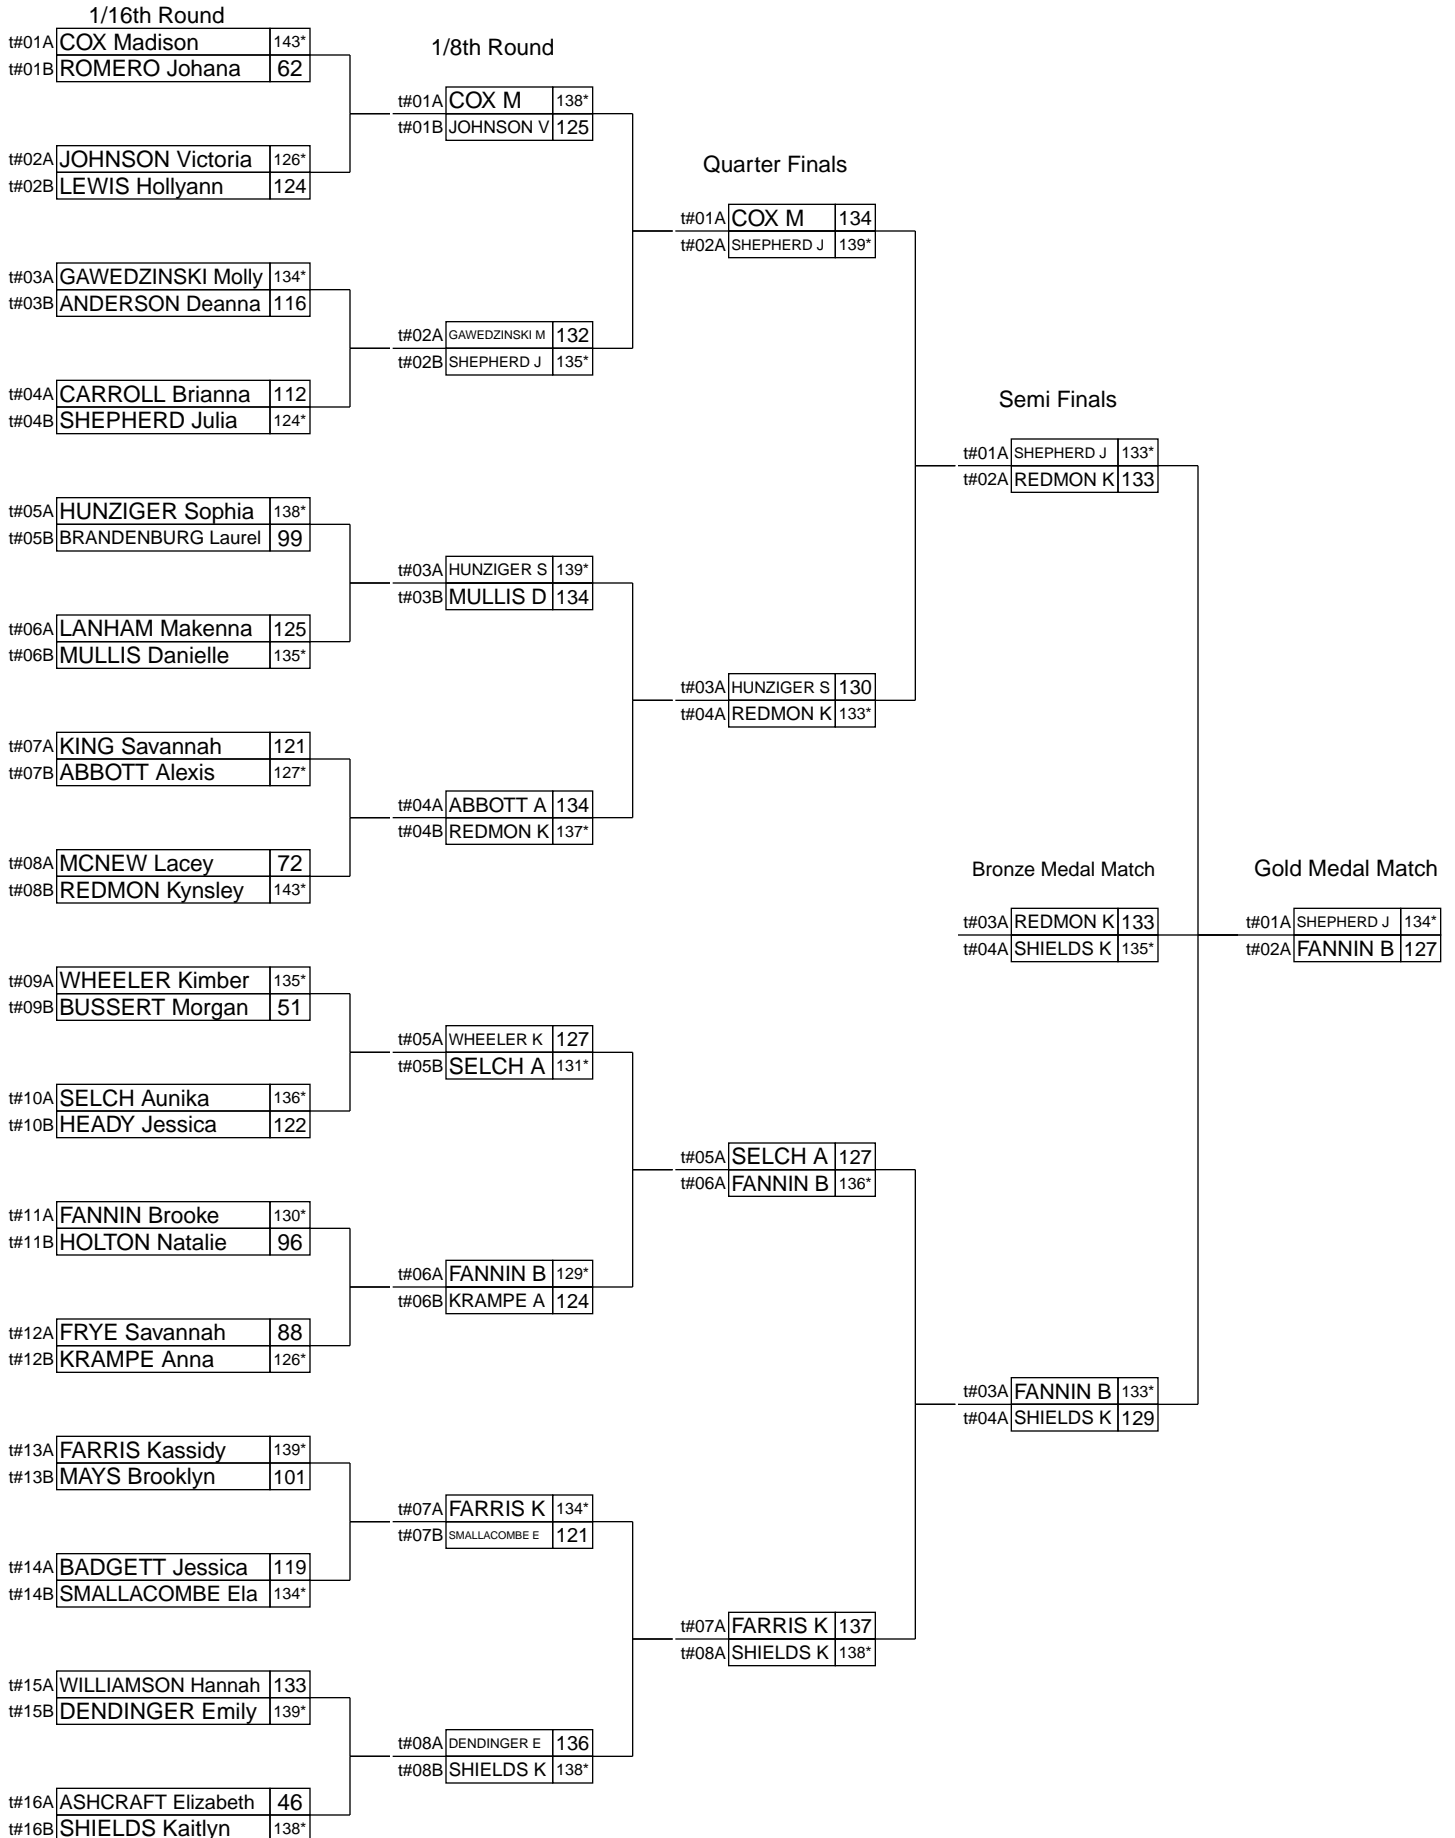 1/16th Round
t#01A COX Madison 143*
t#01B ROMERO Johana 62
t#02A JOHNSON Victoria 126*
t#02B LEWIS Hollyann 124
t#03A GAWEDZINSKI Molly 134*
t#03B ANDERSON Deanna 116
t#04A CARROLL Brianna 112
t#04B SHEPHERD Julia 124*
t#05A HUNZIGER Sophia 138*
t#05B BRANDENBURG Laurel 99
t#06A LANHAM Makenna 125
t#06B MULLIS Danielle 135*
t#07A KING Savannah 121
t#07B ABBOTT Alexis 127*
t#08A MCNEW Lacey 72
t#08B REDMON Kynsley 143*
t#09A WHEELER Kimber 135*
t#09B BUSSERT Morgan 51
t#10A SELCH Aunika 136*
t#10B HEADY Jessica 122
t#11A FANNIN Brooke 130*
t#11B HOLTON Natalie 96
t#12A FRYE Savannah 88
t#12B KRAMPE Anna 126*
t#13A FARRIS Kassidy 139*
t#13B MAYS Brooklyn 101
t#14A BADGETT Jessica 119
t#14B SMALLACOMBE Ela 134*
t#15A WILLIAMSON Hannah 133
t#15B DENDINGER Emily 139*
t#16A ASHCRAFT Elizabeth 46
t#16B SHIELDS Kaitlyn 138*
1/8th Round
t#01A COX M 138*
t#01B JOHNSON V 125
t#02A GAWEDZINSKI M 132
t#02B SHEPHERD J 135*
t#03A HUNZIGER S 139*
t#03B MULLIS D 134
t#04A ABBOTT A 134
t#04B REDMON K 137*
t#05A WHEELER K 127
t#05B SELCH A 131*
t#06A FANNIN B 129*
t#06B KRAMPE A 124
t#07A FARRIS K 134*
t#07B SMALLACOMBE E 121
t#08A DENDINGER E 136
t#08B SHIELDS K 138*
Quarter Finals
t#01A COX M 134
t#02A SHEPHERD J 139*
t#03A HUNZIGER S 130
t#04A REDMON K 133*
t#05A SELCH A 127
t#06A FANNIN B 136*
t#07A FARRIS K 137
t#08A SHIELDS K 138*
Semi Finals
t#01A SHEPHERD J 133*
t#02A REDMON K 133
t#03A FANNIN B 133*
t#04A SHIELDS K 129
Bronze Medal Match
t#03A REDMON K 133
t#04A SHIELDS K 135*
Gold Medal Match
t#01A SHEPHERD J 134*
t#02A FANNIN B 127